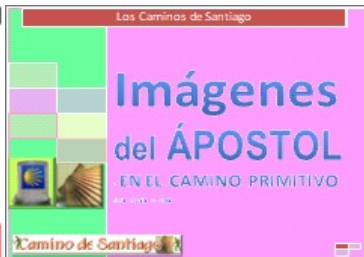 Los Caminos de Santiago
Imágenes
del ÁPOSTOL
EN EL CAMINO PRIMITIVO
Camino de Santiago